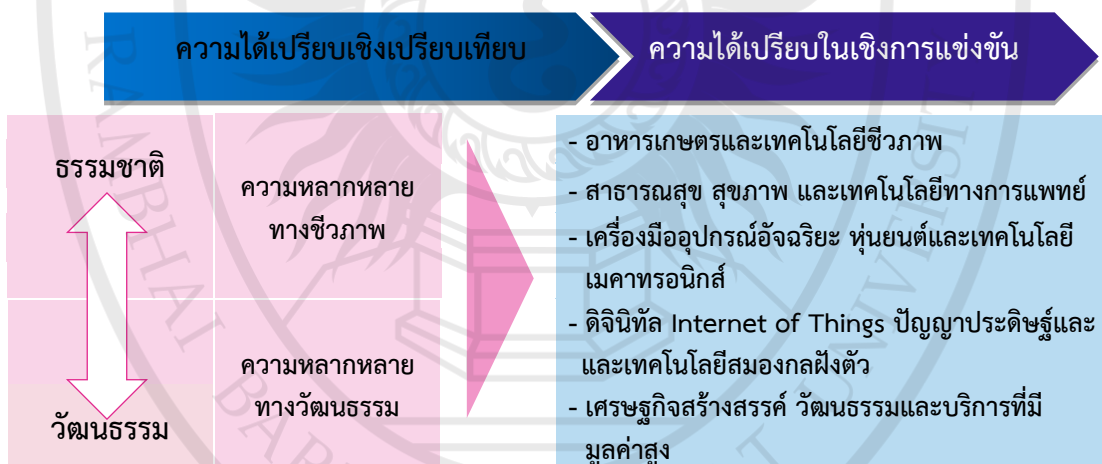 ความได้เปรียบเชิงเปรียบเทียบ
ความได้เปรียบในเชิงการแข่งขัน
ธรรมชาติ
วัฒนธรรม
ความหลากหลาย
ทางชีวภาพ
ความหลากหลาย
ทางวัฒนธรรม
- อาหารเกษตรและเทคโนโลยีชีวภาพ
- สาธารณสุข สุขภาพ และเทคโนโลยีทางการแพทย์
- เครื่องมืออุปกรณ์อัจฉริยะ หุ่นยนต์และเทคโนโลยี
เมคาทรอนิกส์
- ดิจินิทัล Internet of Things ปัญญาประดิษฐ์และ
และเทคโนโลยีสมองกลฝังตัว
- เศรษฐกิจสร้างสรรค์ วัฒนธรรมและบริการที่มี
มูลค่าสูง
RAMBHAI BAR
UNIVERSIT